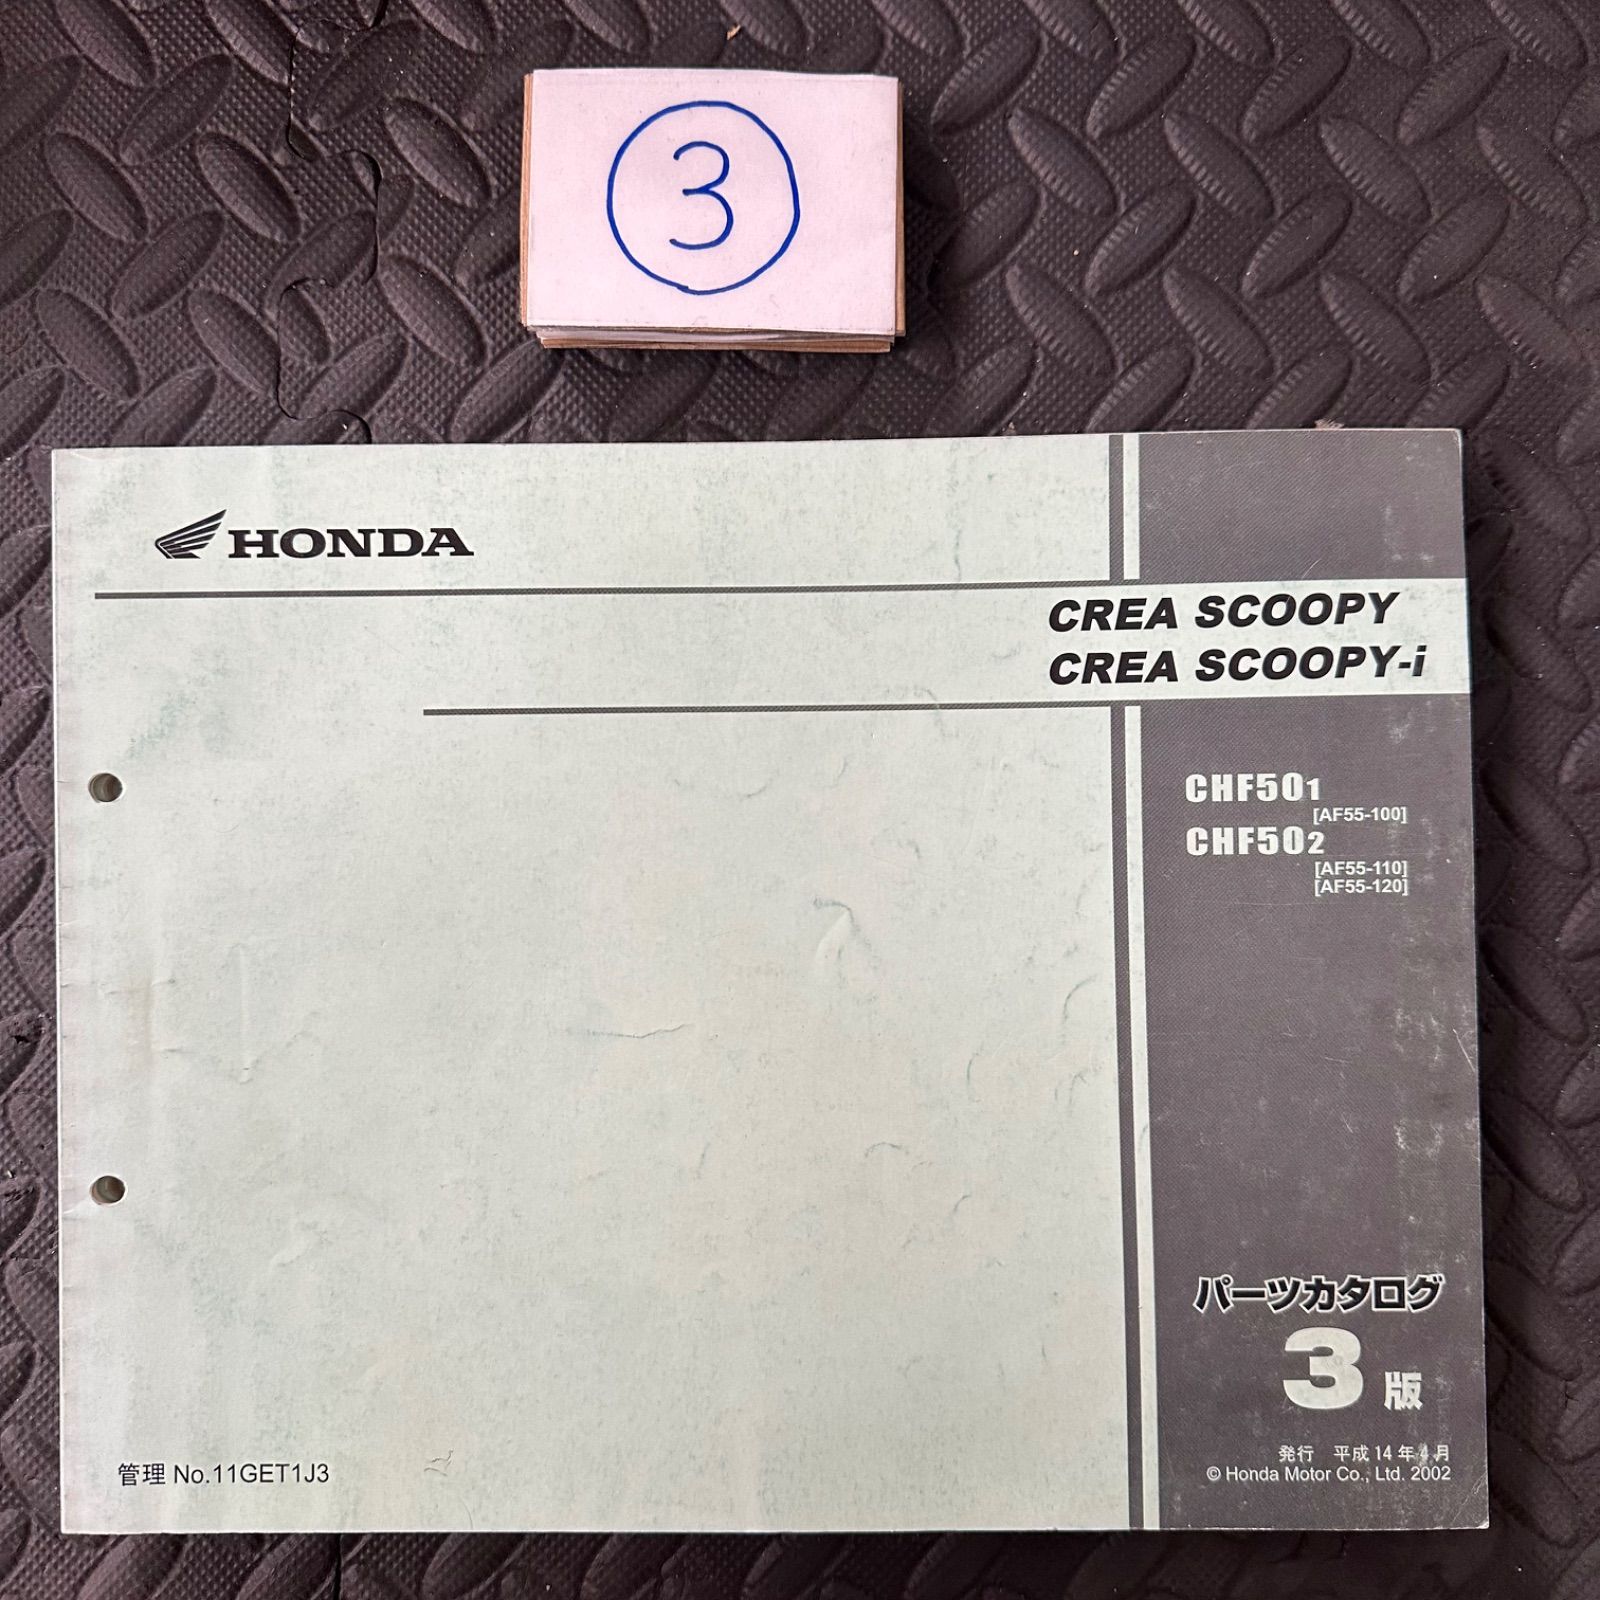 ③
HONDA
CREA SCOOPY
CREA SCOOPY-i
CHF501
[AF55-100]
CHF502
[AF55-110]
[AF55-120]
パーツカタログ
3版
発行 平成14年4月
© Honda Motor Co., Ltd. 2002
管理 No.11GET1J3